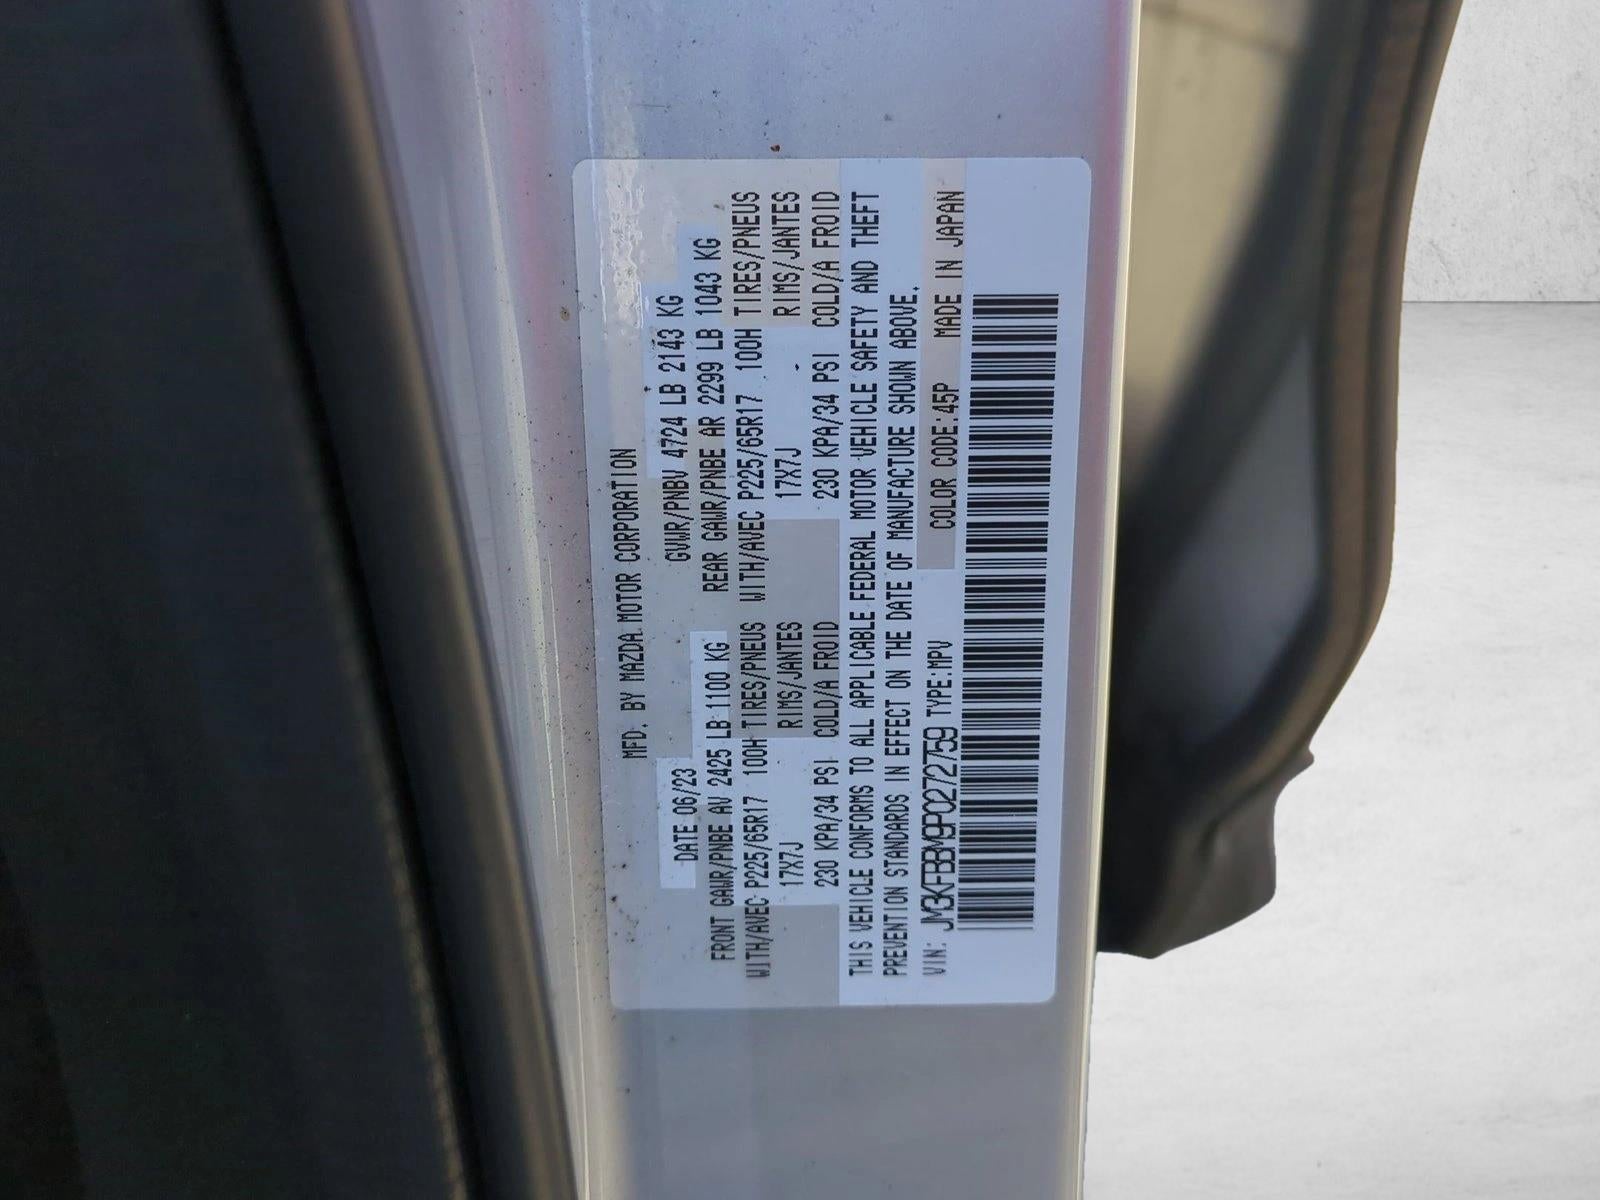 MFD. BY MAZDA MOTOR CORPORATION
DATE 06/23 GVWR/PNBV 4724 LB 2143 KG
FRONT GAWR/PNBE AV 2425 LB 1100 KG REAR GAWR/PNBE AR 2299 LB 1043 KG
WITH/AVEC P225/65R17 100H TIRES/PNEUS WITH/AVEC P225/65R17 100H TIRES/PNEUS
17X7J RIMS/JANTES 17X7J RIMS/JANTES
230 KPA/34 PSI COLD/A FROID 230 KPA/34 PSI COLD/A FROID
THIS VEHICLE CONFORMS TO ALL APPLICABLE FEDERAL MOTOR VEHICLE SAFETY AND THEFT
PREVENTION STANDARDS IN EFFECT ON THE DATE OF MANUFACTURE SHOWN ABOVE.
VIN: JM3KFBBM9P0272759 TYPE:MPV COLOR CODE:45P MADE IN JAPAN